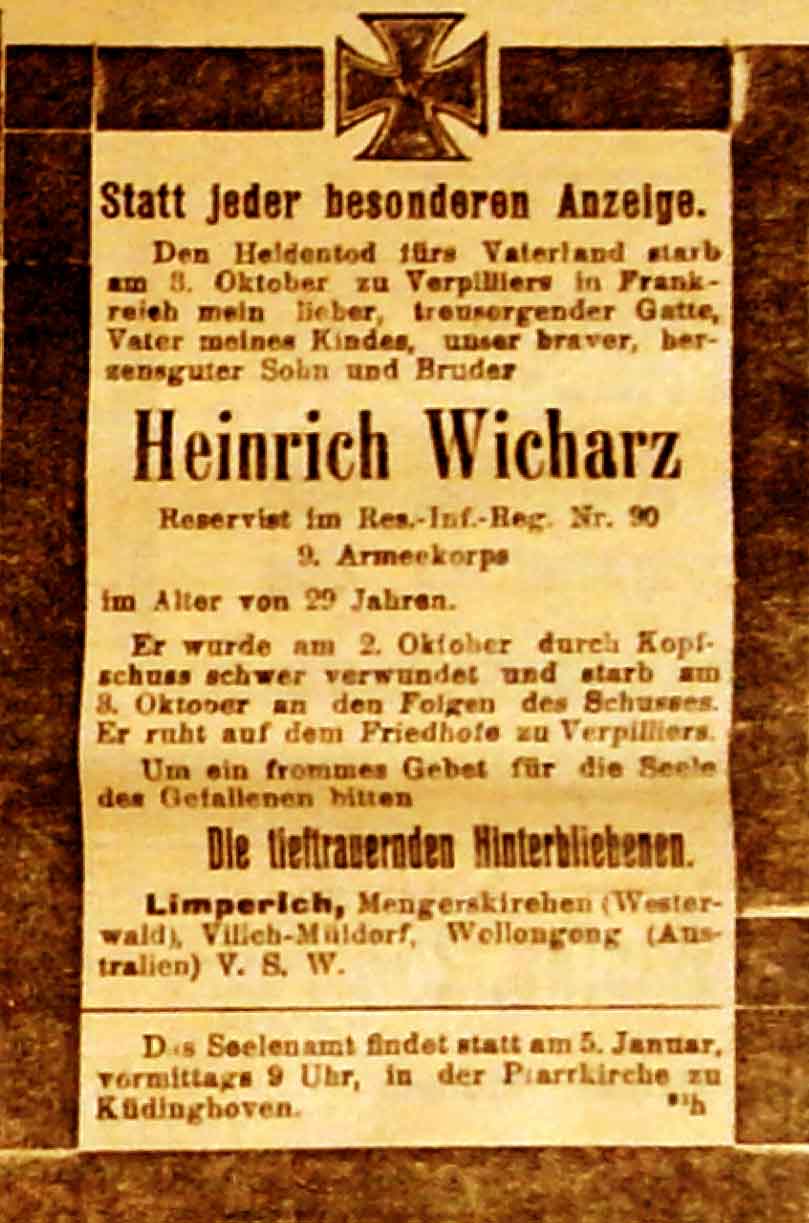 Statt jeder besonderen Anzeige.
Den Heldentod fürs Vaterland starb
am 3. Oktober zu Verpilliers in Frank-
reich mein lieber, treusorgender Gatte,
Vater meines Kindes, unser braver, her-
zensguter Sohn und Bruder
Heinrich Wicharz
Reservist im Res.-Inf.-Reg. Nr. 90
9. Armeekorps
im Alter von 29 Jahren.
Er wurde am 2. Oktober durch Kopf-
schuss schwer verwundet und starb am
3. Oktober an den Folgen des Schusses.
Er ruht auf dem Friedhofe zu Verpilliers.
Um ein frommes Gebet für die Seele
des Gefallenen bitten
Die tieftrauernden Hinterbliebenen.
Limperich, Mengerskirchen (Wester-
wald), Vilich-Müldorf, Wollongong (Aus-
tralien) V. S. W.
Das Seelenamt findet statt am 5. Januar,
vormittags 9 Uhr, in der Pfarrkirche zu
Küdinghoven.